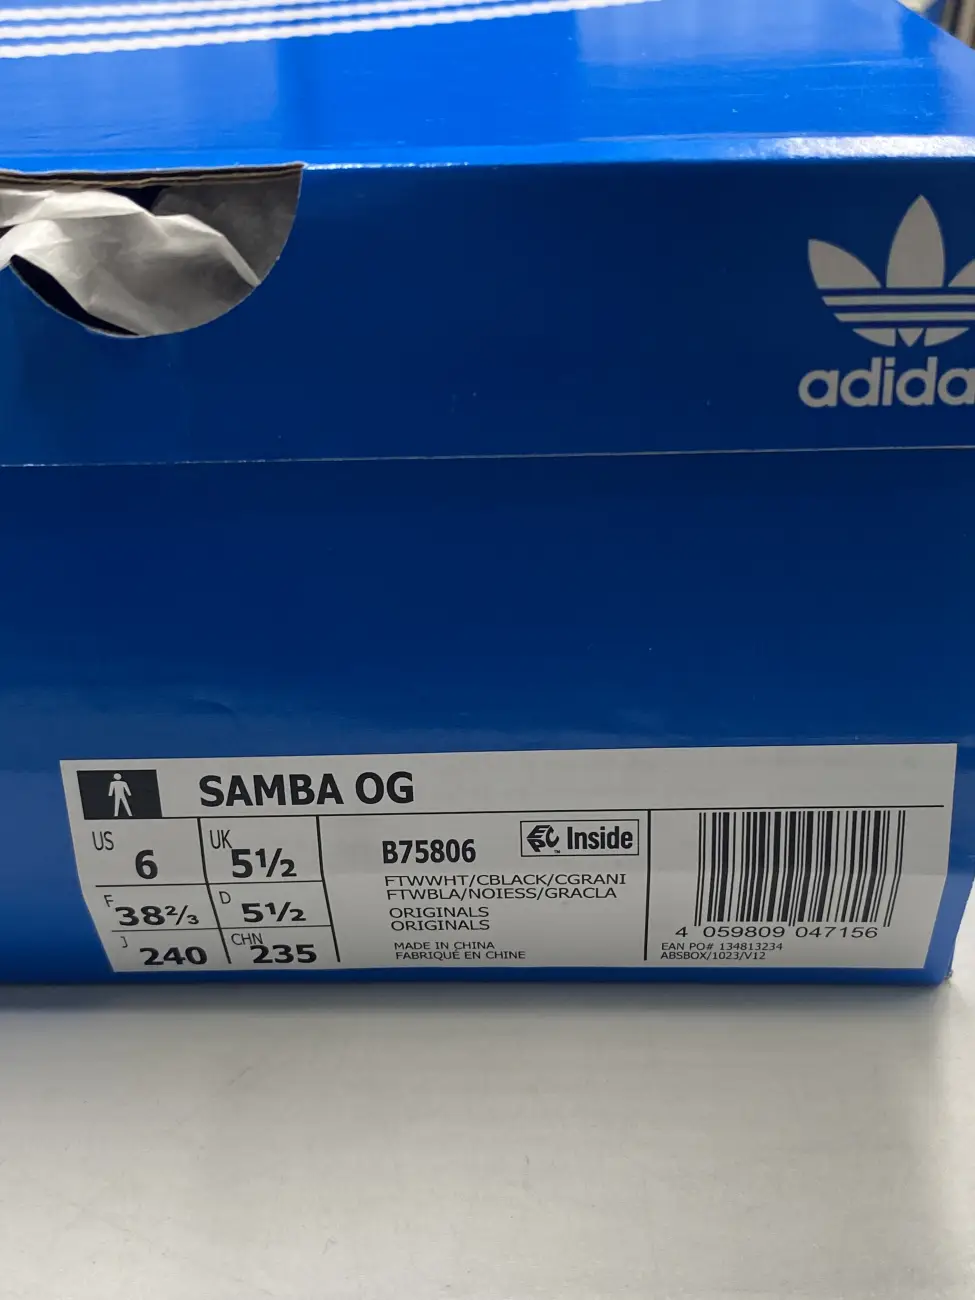 adida
SAMBA OG
US 6
UK 5½
F 38⅔
D 5½
J 240
CHN 235
B75806
Inside
FTWWHT/CBLACK/CGRANI
FTWBLA/NOIESS/GRACLA
ORIGINALS
ORIGINALS
MADE IN CHINA
FABRIQUÉ EN CHINE
4 059809 047156
EAN PO# 134813234
ABSBOX/1023/V12